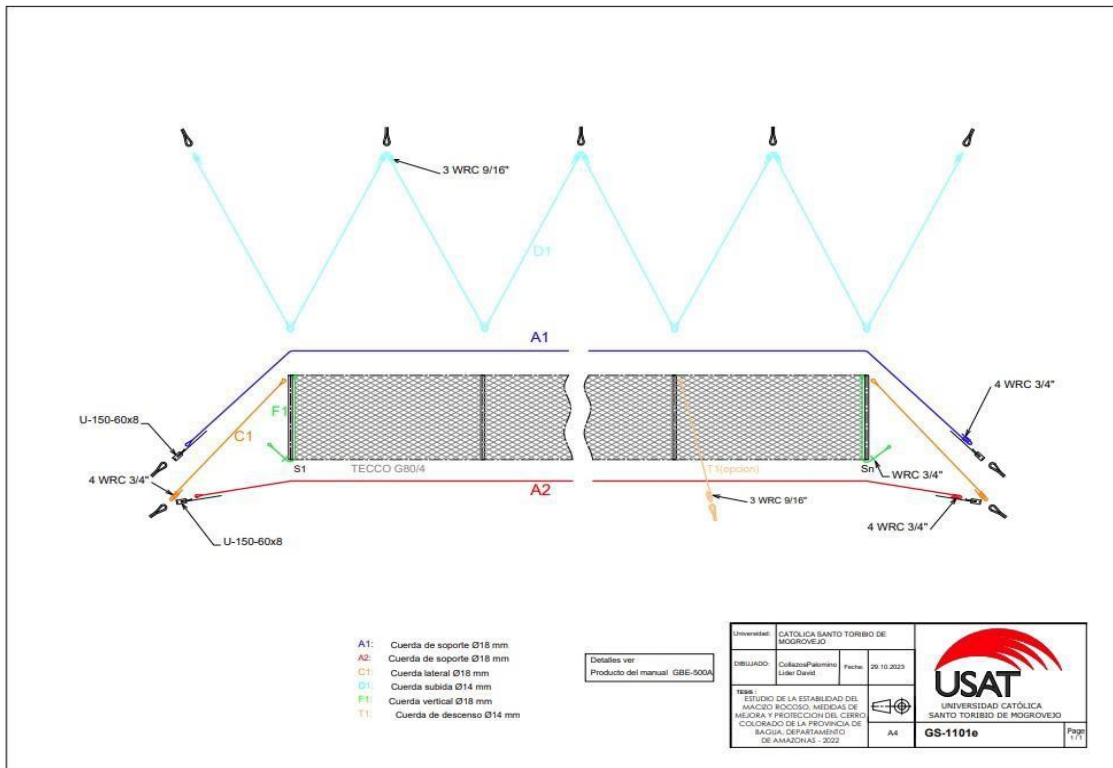 3 WRC 9/16"
D1
A1
4 WRC 3/4"
U-150-60x8
F1
C1
S1
TECCO G80/4
T1(opcion)
Sn
WRC 3/4"
4 WRC 3/4"
A2
3 WRC 9/16"
4 WRC 3/4"
U-150-60x8
A1: Cuerda de soporte Ø18 mm
A2: Cuerda de soporte Ø18 mm
C1: Cuerda lateral Ø18 mm
D1: Cuerda subida Ø14 mm
F1: Cuerda vertical Ø18 mm
T1: Cuerda de descenso Ø14 mm
Detalles ver
Producto del manual GBE-500A
Universidad:
CATOLICA SANTO TORIBIO DE
MOGROVEJO
DIBUJADO:
CollazosPalomino
Lider David
Fecha:
29.10.2023
TESIS :
ESTUDIO DE LA ESTABILIDAD DEL
MACIZO ROCOSO, MEDIDAS DE
MEJORA Y PROTECCION DEL CERRO
COLORADO DE LA PROVINCIA DE
BAGUA, DEPARTAMENTO
DE AMAZONAS - 2022
A4
USAT
UNIVERSIDAD CATÓLICA
SANTO TORIBIO DE MOGROVEJO
GS-1101e
Page
1 / 1